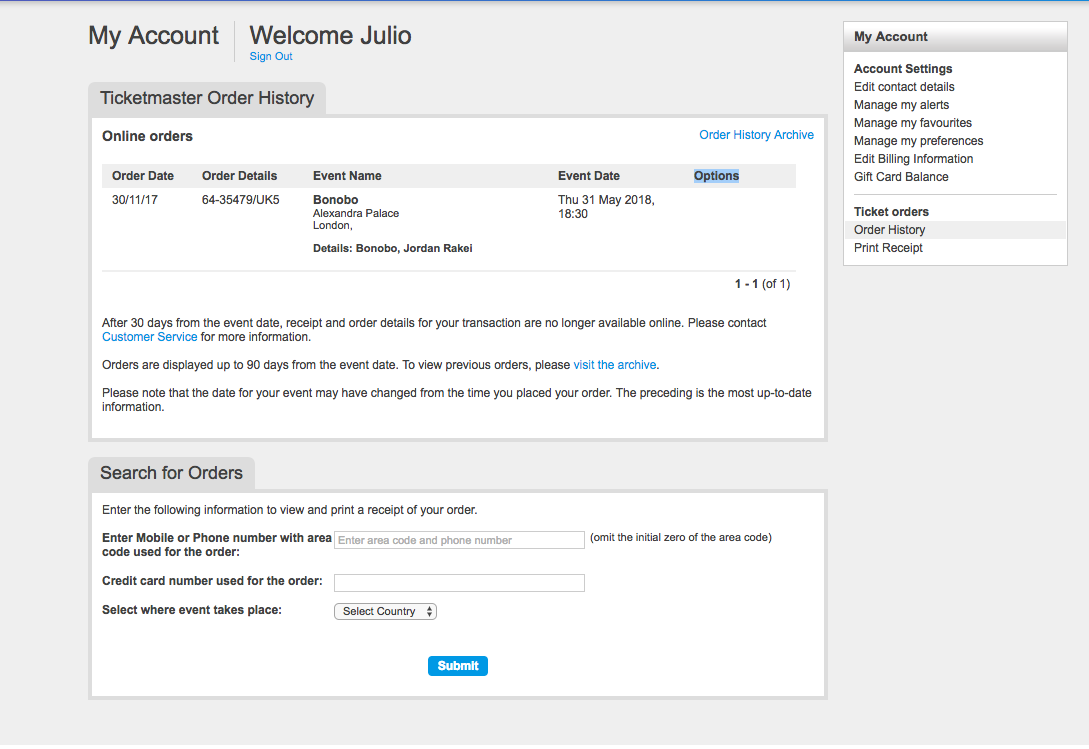 My Account
Welcome Julio
Sign Out
Ticketmaster Order History
Online orders
Order History Archive
Order Date Order Details Event Name Event Date Options
30/11/17 64-35479/UK5 Bonobo Thu 31 May 2018,
Alexandra Palace 18:30
London,
Details: Bonobo, Jordan Rakei
1 - 1 (of 1)
After 30 days from the event date, receipt and order details for your transaction are no longer available online. Please contact
Customer Service for more information.
Orders are displayed up to 90 days from the event date. To view previous orders, please visit the archive.
Please note that the date for your event may have changed from the time you placed your order. The preceding is the most up-to-date
information.
Search for Orders
Enter the following information to view and print a receipt of your order.
Enter Mobile or Phone number with area Enter area code and phone number (omit the initial zero of the area code)
code used for the order:
Credit card number used for the order:
Select where event takes place: Select Country
Submit
My Account
Account Settings
Edit contact details
Manage my alerts
Manage my favourites
Manage my preferences
Edit Billing Information
Gift Card Balance
Ticket orders
Order History
Print Receipt